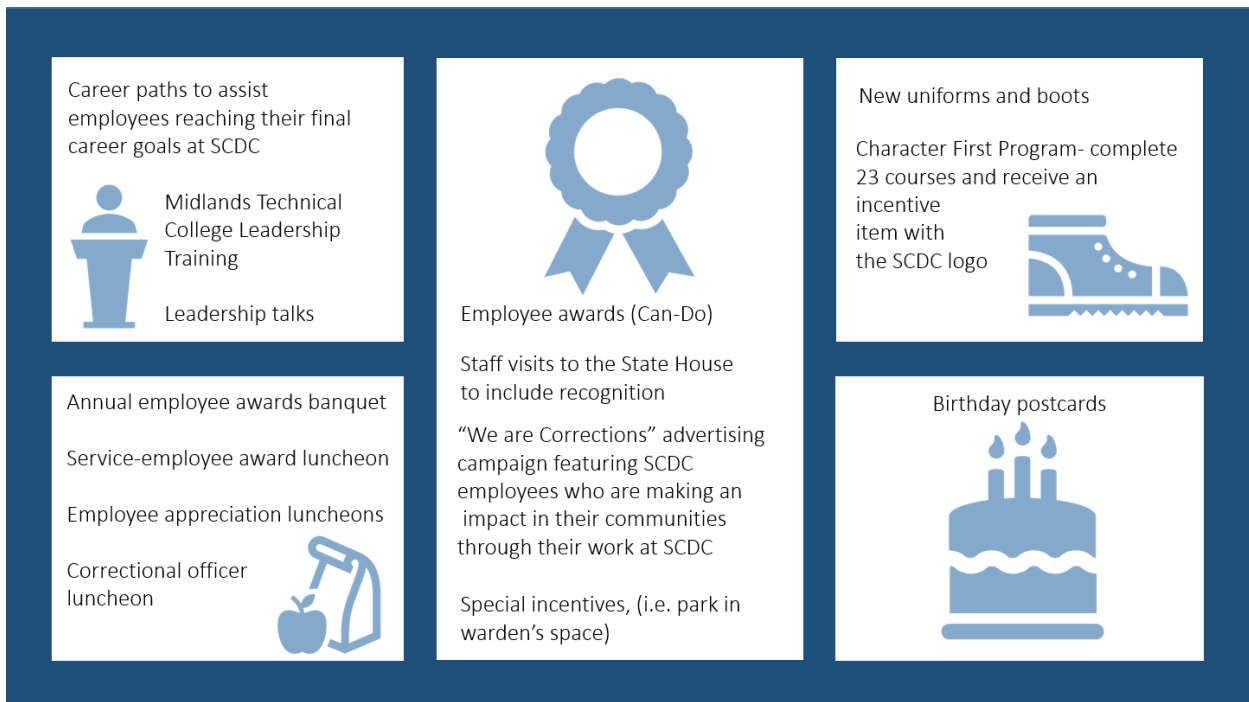 Career paths to assist
employees reaching their final
career goals at SCDC
Midlands Technical
College Leadership
Training
Leadership talks
Annual employee awards banquet
Service-employee award luncheon
Employee appreciation luncheons
Correctional officer
luncheon
Employee awards (Can-Do)
Staff visits to the State House
to include recognition
“We are Corrections” advertising
campaign featuring SCDC
employees who are making an
impact in their communities
through their work at SCDC
Special incentives, (i.e. park in
warden’s space)
New uniforms and boots
Character First Program- complete
23 courses and receive an
incentive
item with
the SCDC logo
Birthday postcards